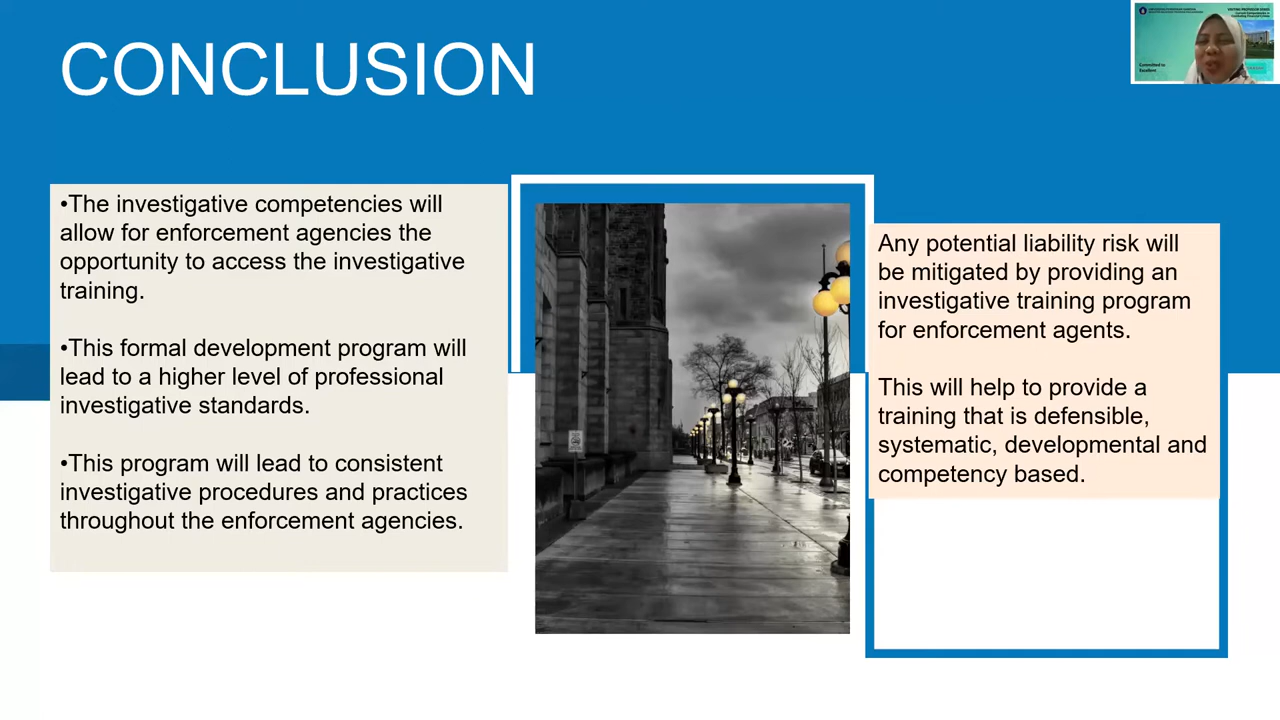 CONCLUSION
•The investigative competencies will
allow for enforcement agencies the
opportunity to access the investigative
training.
•This formal development program will
lead to a higher level of professional
investigative standards.
•This program will lead to consistent
investigative procedures and practices
throughout the enforcement agencies.
Any potential liability risk will
be mitigated by providing an
investigative training program
for enforcement agents.
This will help to provide a
training that is defensible,
systematic, developmental and
competency based.
Committed to
Excellent